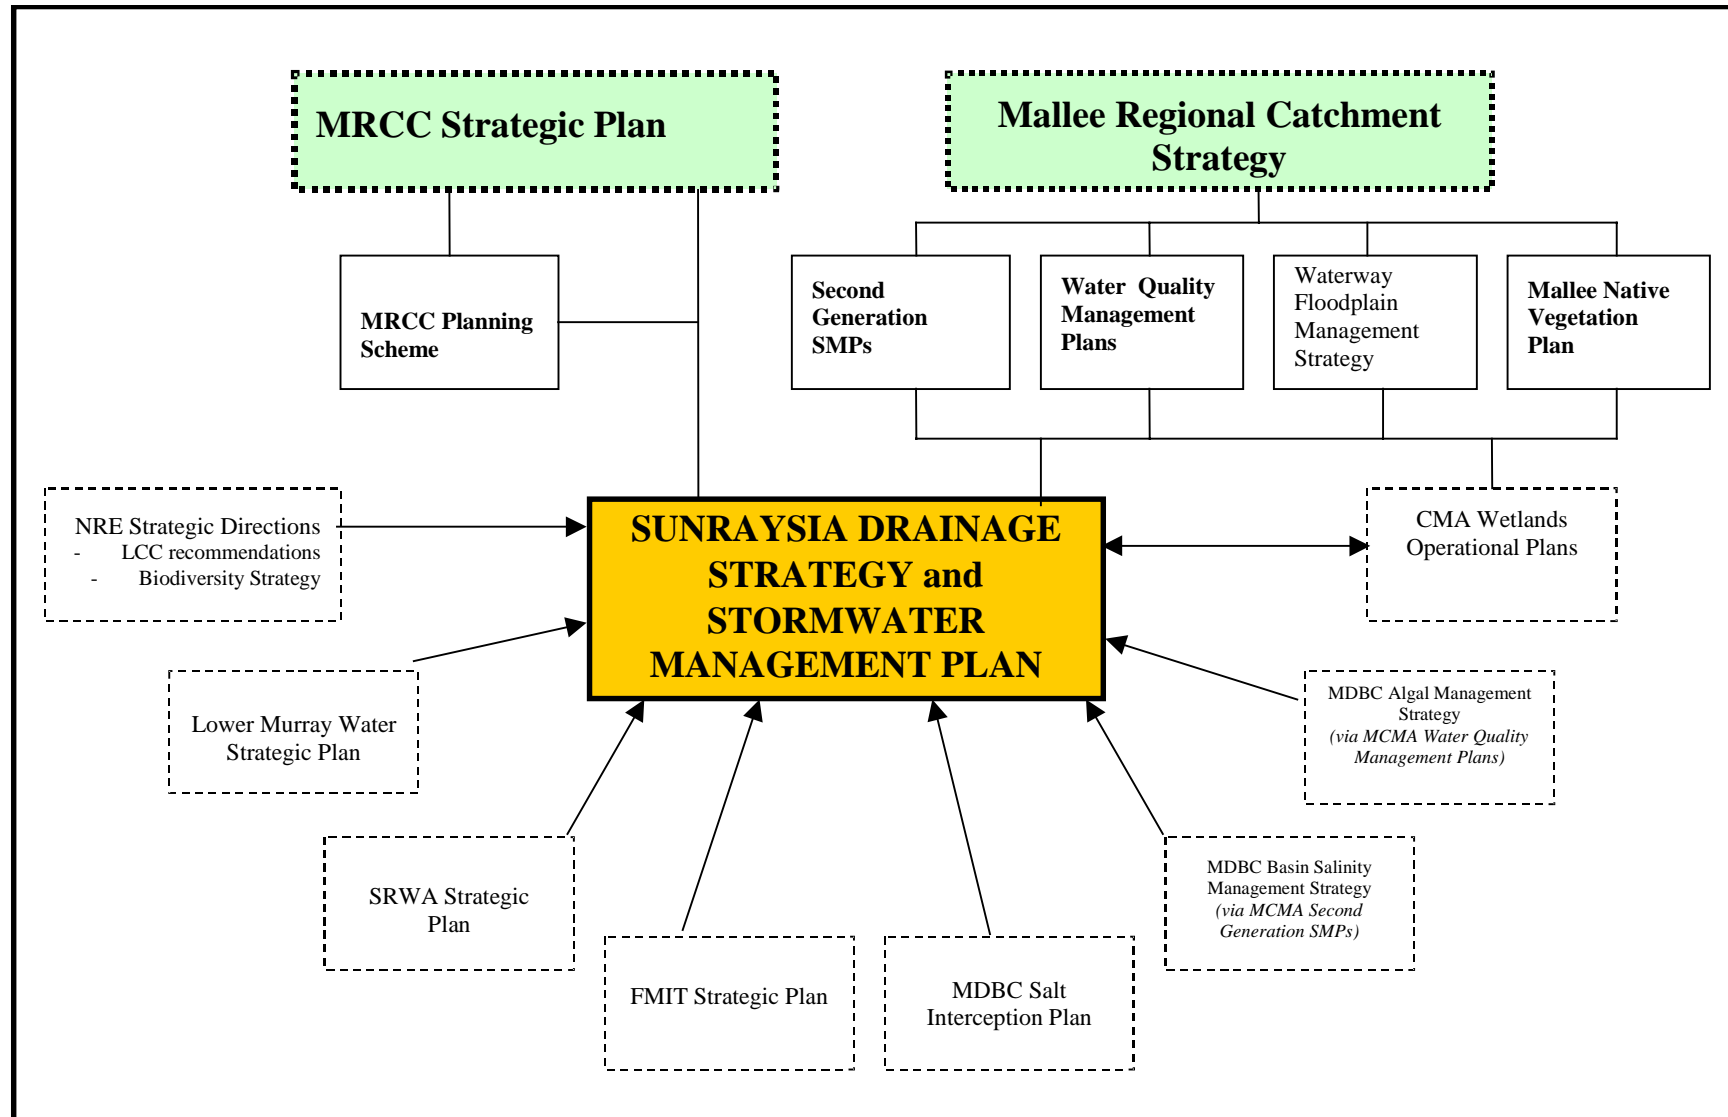 MRCC Strategic Plan
Mallee Regional Catchment
Strategy
MRCC Planning
Scheme
Second
Generation
SMPs
Water Quality
Management
Plans
Waterway
Floodplain
Management
Strategy
Mallee Native
Vegetation
Plan
NRE Strategic Directions
- LCC recommendations
- Biodiversity Strategy
SUNRAYSIA DRAINAGE
STRATEGY and
STORMWATER
MANAGEMENT PLAN
CMA Wetlands
Operational Plans
Lower Murray Water
Strategic Plan
MDBC Algal Management
Strategy
(via MCMA Water Quality
Management Plans)
SRWA Strategic
Plan
MDBC Basin Salinity
Management Strategy
(via MCMA Second
Generation SMPs)
FMIT Strategic Plan
MDBC Salt
Interception Plan